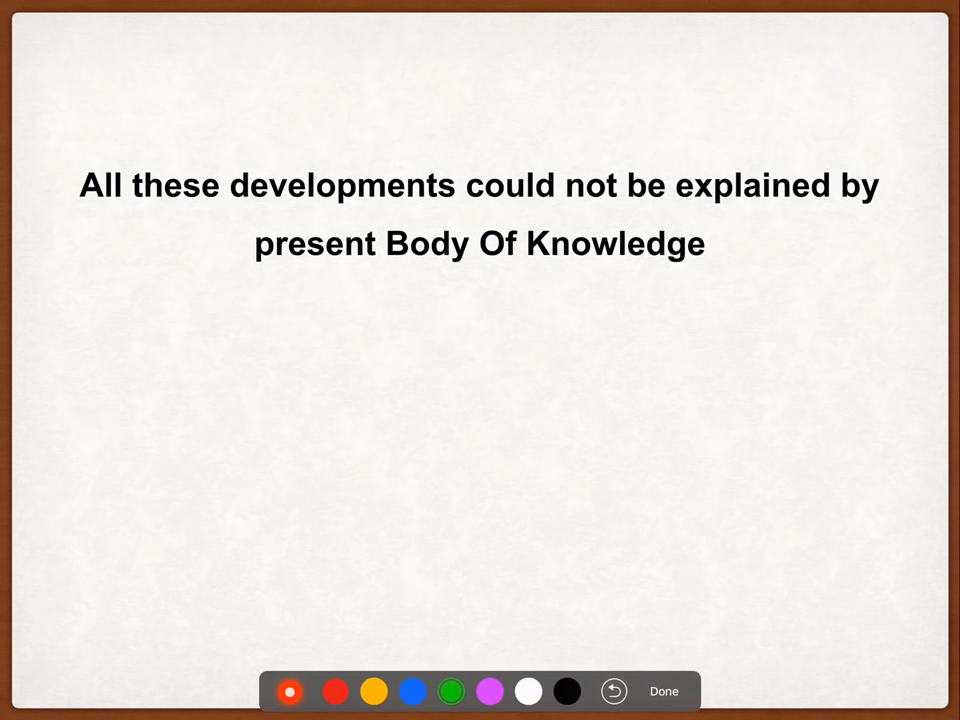 All these developments could not be explained by
present Body Of Knowledge
Done